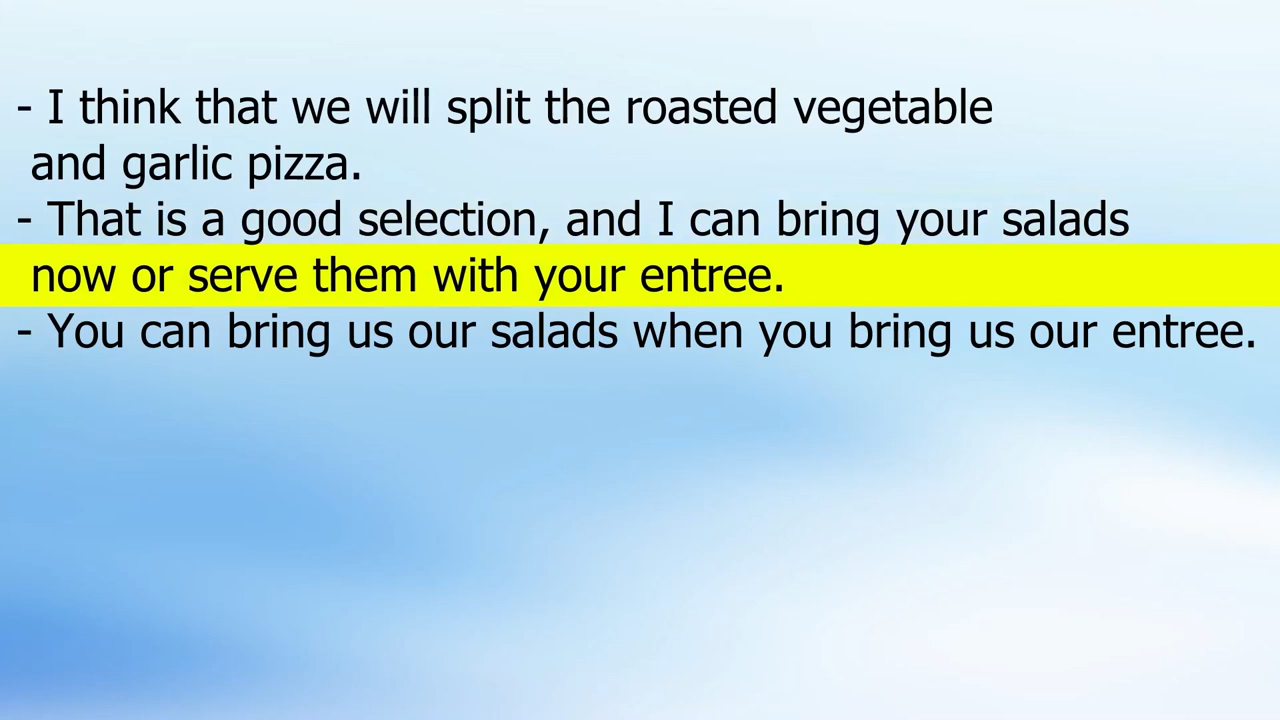 - I think that we will split the roasted vegetable
and garlic pizza.
- That is a good selection, and I can bring your salads
now or serve them with your entree.
- You can bring us our salads when you bring us our entree.